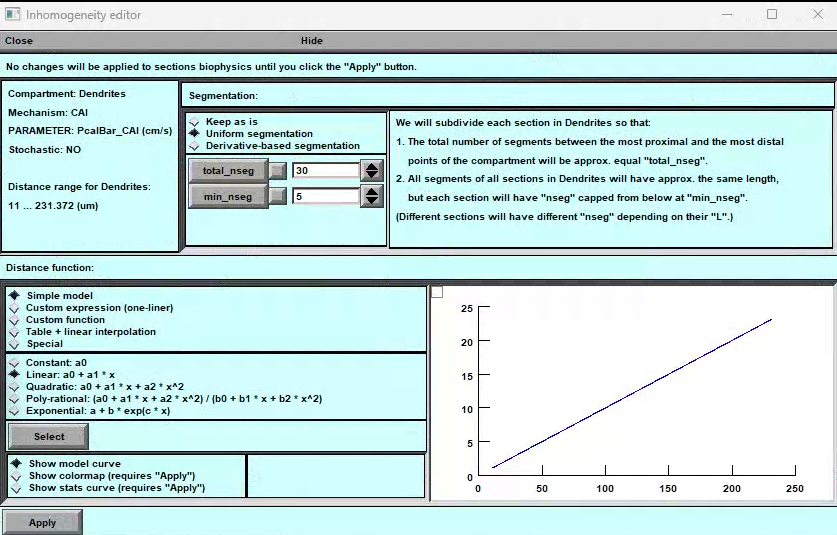 Inhomogeneity editor
Close Hide
No changes will be applied to sections biophysics until you click the "Apply" button.
Compartment: Dendrites
Mechanism: CAl
PARAMETER: PcalBar_CAl (cm/s)
Stochastic: NO
Distance range for Dendrites:
11 ... 231.372 (um)
Segmentation:
Keep as is
Uniform segmentation
Derivative-based segmentation
total_nseg 30
min_nseg 5
We will subdivide each section in Dendrites so that:
1. The total number of segments between the most proximal and the most distal
points of the compartment will be approx. equal "total_nseg".
2. All segments of all sections in Dendrites will have approx. the same length,
but each section will have "nseg" capped from below at "min_nseg".
(Different sections will have different "nseg" depending on their "L".)
Distance function:
Simple model
Custom expression (one-liner)
Custom function
Table + linear interpolation
Special
Constant: a0
Linear: a0 + a1 * x
Quadratic: a0 + a1 * x + a2 * x^2
Poly-rational: (a0 + a1 * x + a2 * x^2) / (b0 + b1 * x + b2 * x^2)
Exponential: a + b * exp(c * x)
Select
Show model curve
Show colormap (requires "Apply")
Show stats curve (requires "Apply")
25
20
15
10
5
0
0 50 100 150 200 250
Apply